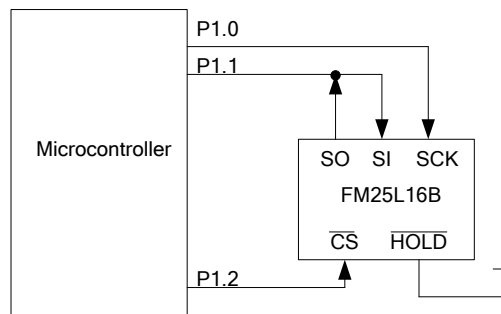 P1.0
P1.1
Microcontroller
SO SI SCK
FM25L16B
CS HOLD
P1.2